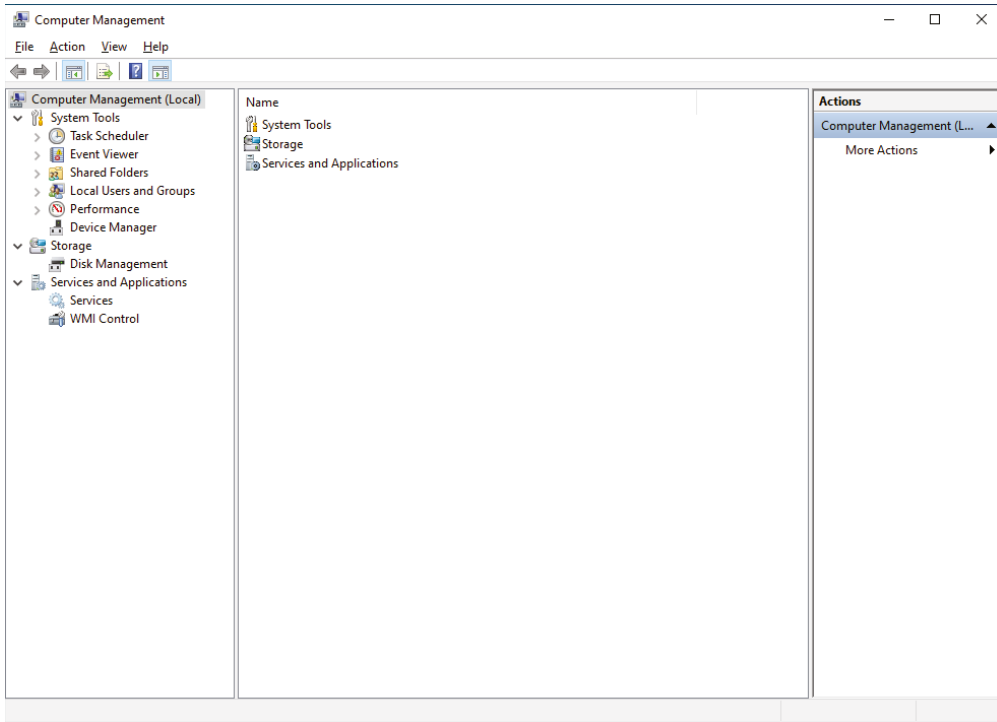 Computer Management
File Action View Help
Computer Management (Local)
System Tools
Task Scheduler
Event Viewer
Shared Folders
Local Users and Groups
Performance
Device Manager
Storage
Disk Management
Services and Applications
Services
WMI Control
Name
System Tools
Storage
Services and Applications
Actions
Computer Management (L...
More Actions